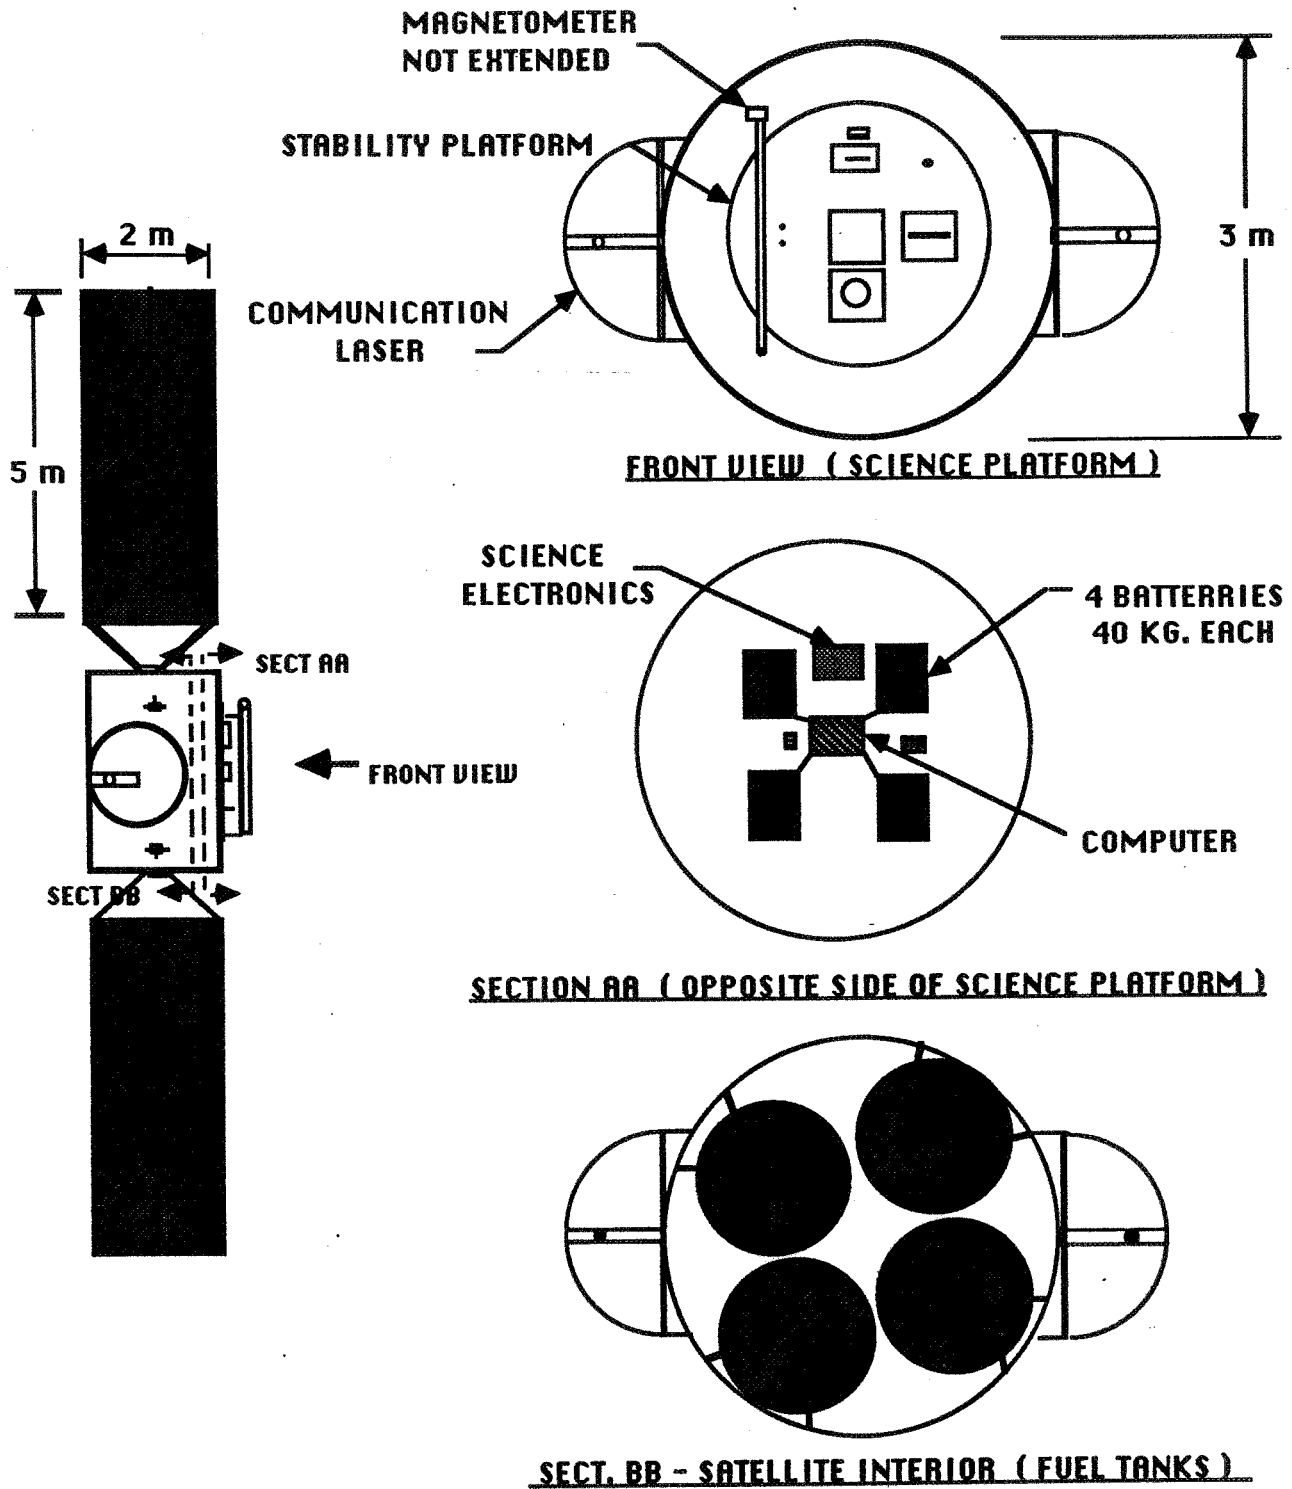 MAGNETOMETER
NOT EXTENDED
STABILITY PLATFORM
2 m
3 m
COMMUNICATION
LASER
5 m
FRONT VIEW ( SCIENCE PLATFORM )
SCIENCE
ELECTRONICS
4 BATTERRIES
40 KG. EACH
SECT AA
FRONT VIEW
COMPUTER
SECT BB
SECTION AA ( OPPOSITE SIDE OF SCIENCE PLATFORM )
SECT. BB - SATELLITE INTERIOR ( FUEL TANKS )